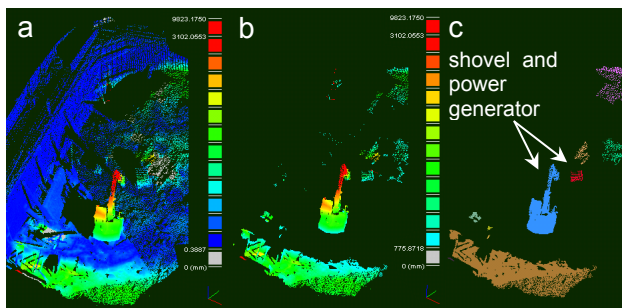 a
9823.1750
3102.0553
0.3887
0 (mm)
b
9823.1750
3102.0553
775.8718
0 (mm)
c
shovel and
power
generator